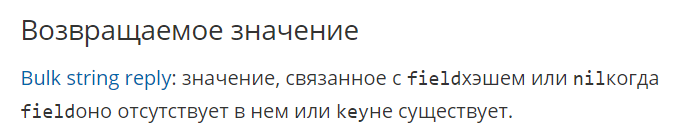 Возвращаемое значение
Bulk string reply: значение, связанное с fieldхэшем или nilкогда
fieldоно отсутствует в нем или keyне существует.